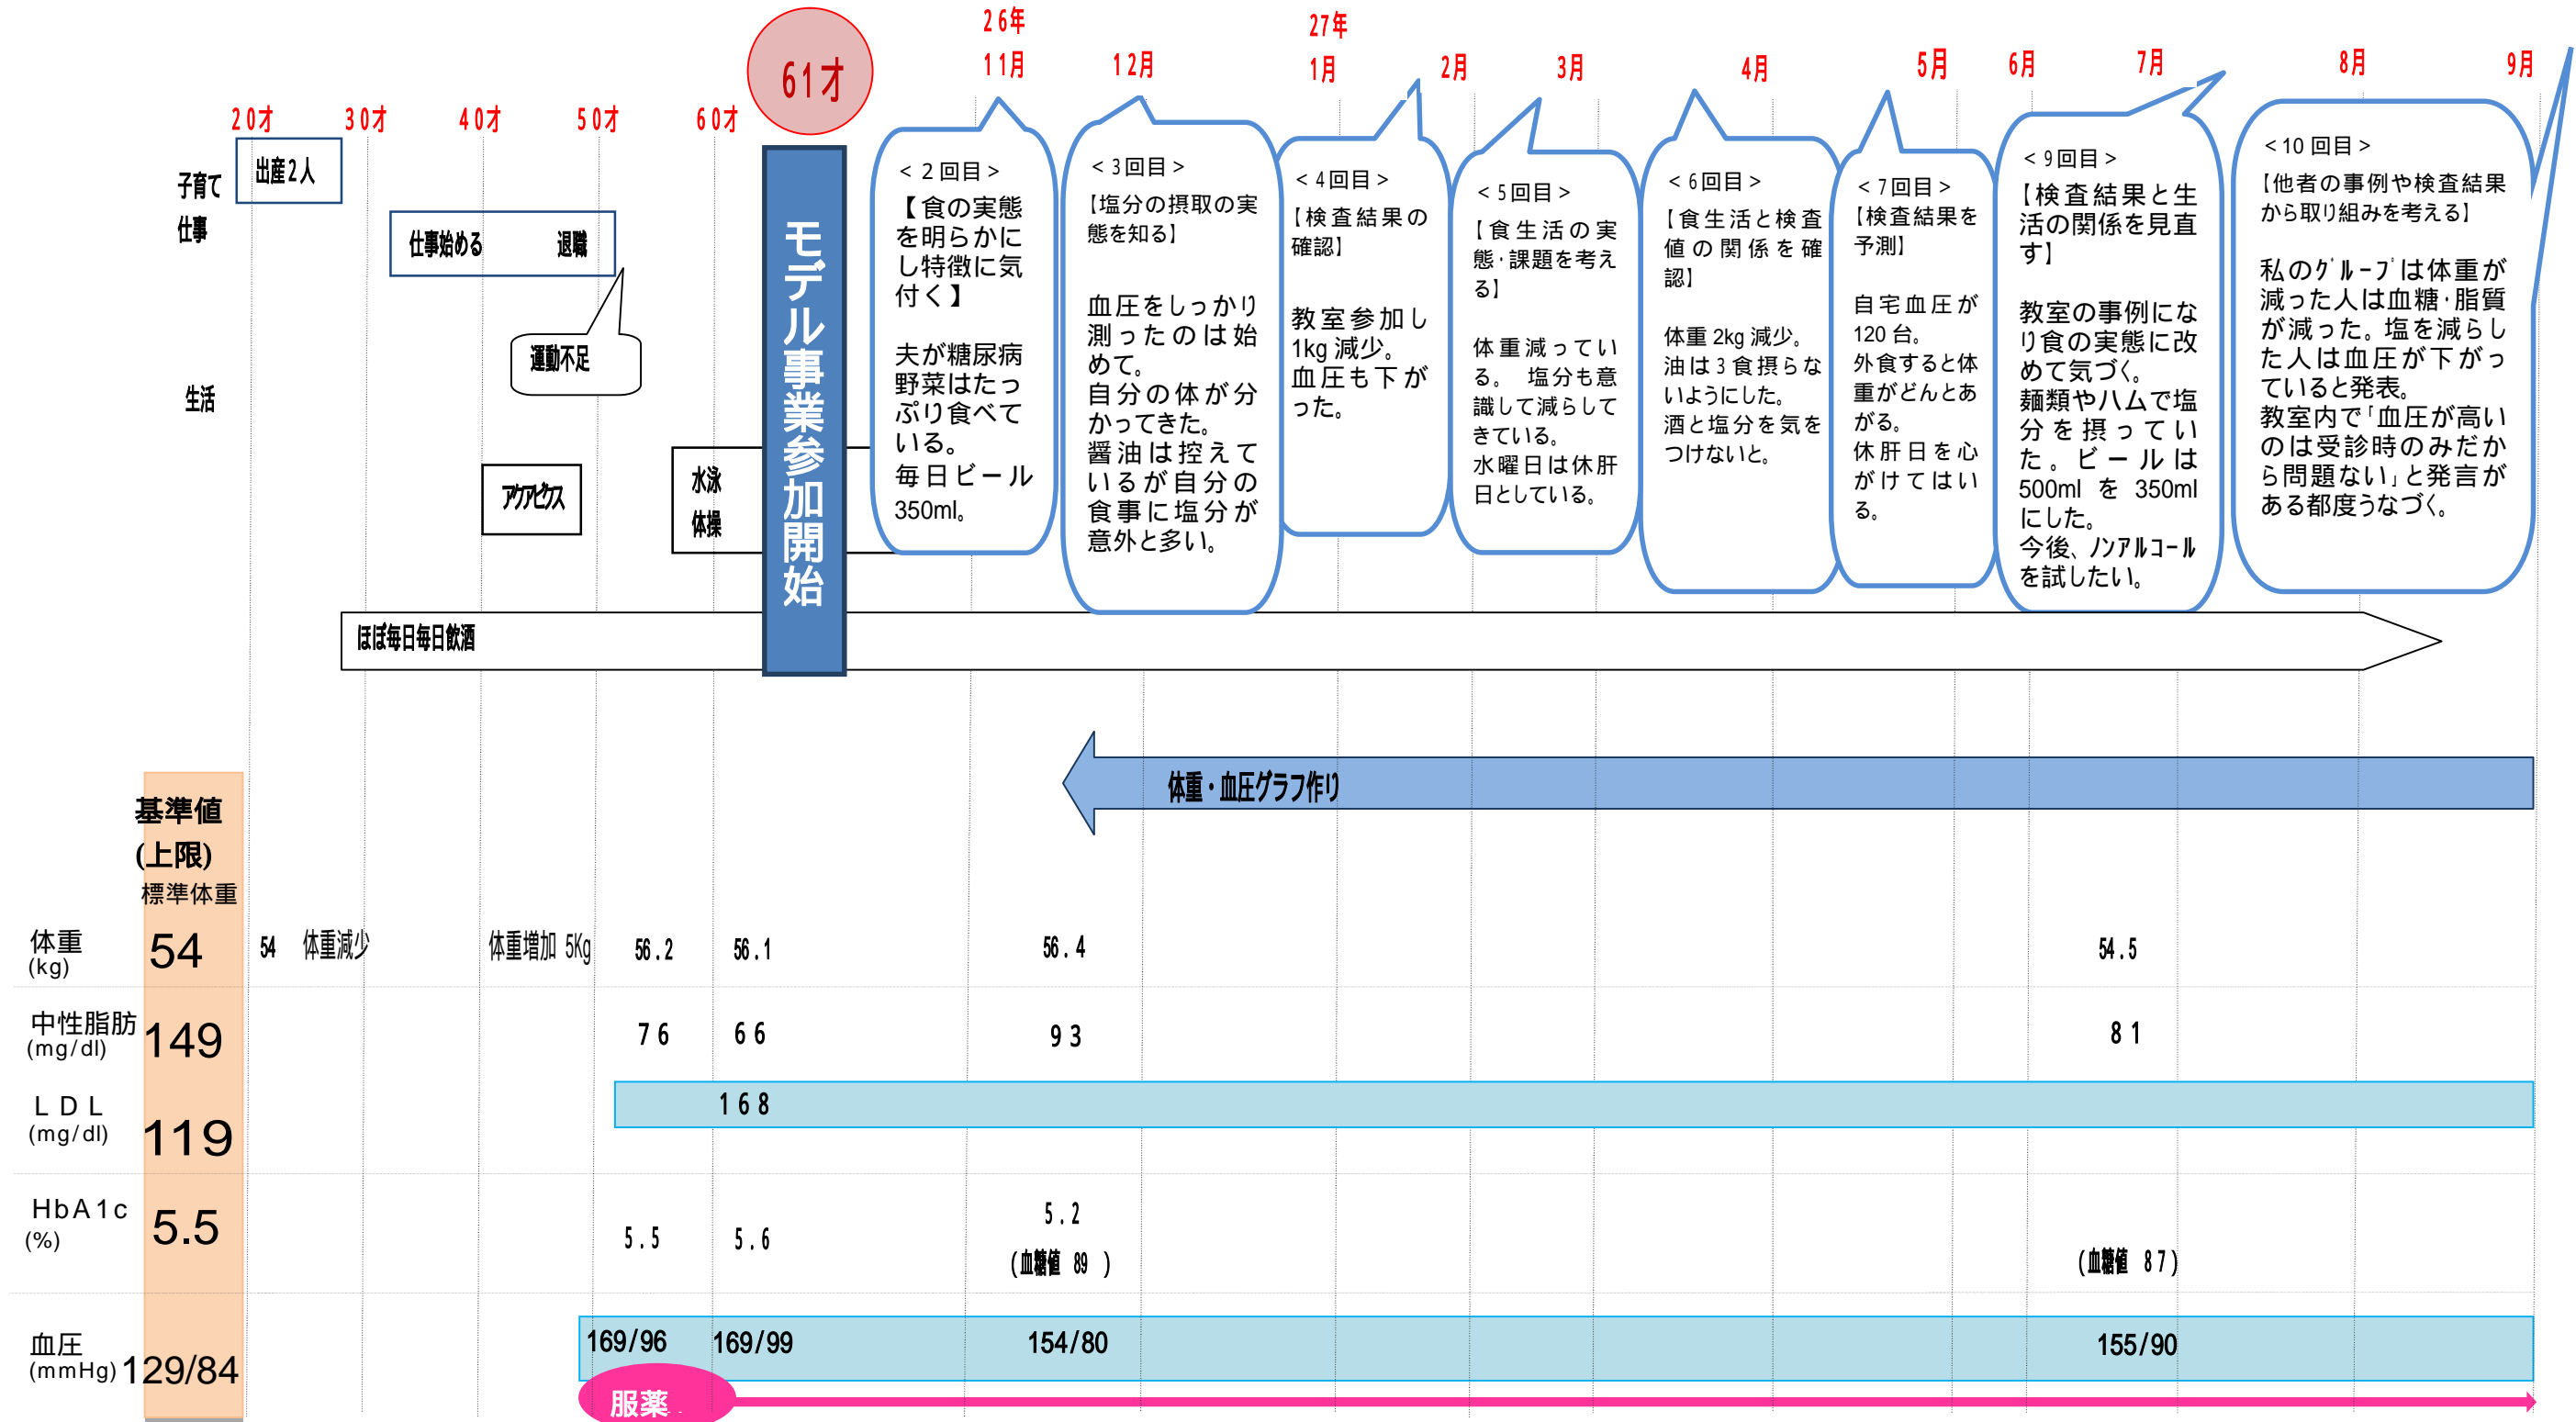 26年
27年
11月
12月
1月
2月
3月
4月
5月
6月
7月
8月
9月
61才
20才
30才
40才
50才
60才
子育て
仕事
出産2人
仕事始める 退職
運動不足
生活
アクアビクス
水泳
体操
モデル事業参加開始
＜2回目＞
【食の実態
を明らかに
し特徴に気
付く】
夫が糖尿病
野菜はたっ
ぷり食べて
いる。
毎日ビール
350ml。
＜3回目＞
【塩分の摂取の実
態を知る】
血圧をしっかり
測ったのは始
めて。
自分の体が分
かってきた。
醤油は控えて
いるが自分の
食事に塩分が
意外と多い。
＜4回目＞
【検査結果の
確認】
教室参加し
1kg 減少。
血圧も下が
った。
＜5回目＞
【食生活の実
態・課題を考え
る】
体重減ってい
る。 塩分も意
識して減らして
きている。
水曜日は休肝
日としている。
＜6回目＞
【食生活と検査
値の関係を確
認】
体重 2kg 減少。
油は3食摂らな
いようにした。
酒と塩分を気を
つけないと。
＜7回目＞
【検査結果を
予測】
自宅血圧が
120 台。
外食すると体
重がどんとあ
がる。
休肝日を心
がけてはい
る。
＜9回目＞
【検査結果と生
活の関係を見直
す】
教室の事例にな
り食の実態に改
めて気づく。
麺類やハムで塩
分を摂ってい
た。ビールは
500ml を 350ml
にした。
今後、ﾉﾝｱﾙｺｰﾙ
を試したい。
＜10 回目＞
【他者の事例や検査結果
から取り組みを考える】
私のｸﾞﾙｰﾌﾟは体重が
減った人は血糖・脂質
が減った。塩を減らし
た人は血圧が下がっ
ていると発表。
教室内で「血圧が高い
のは受診時のみだか
ら問題ない」と発言が
ある都度うなづく。
ほぼ毎日毎日飲酒
体重・血圧グラフ作り
基準値
(上限)
標準体重
体重
(kg)
54
54 体重減少 体重増加 5Kg 56.2 56.1 56.4 54.5
中性脂肪
(mg/dl)
149
76 66 93 81
ＬＤＬ
(mg/dl)
119
168
HbA1c
(%)
5.5
5.5 5.6 5.2
(血糖値 89 )
(血糖値 87)
血圧
(mmHg)
129/84
169/96 169/99 154/80 155/90
服薬